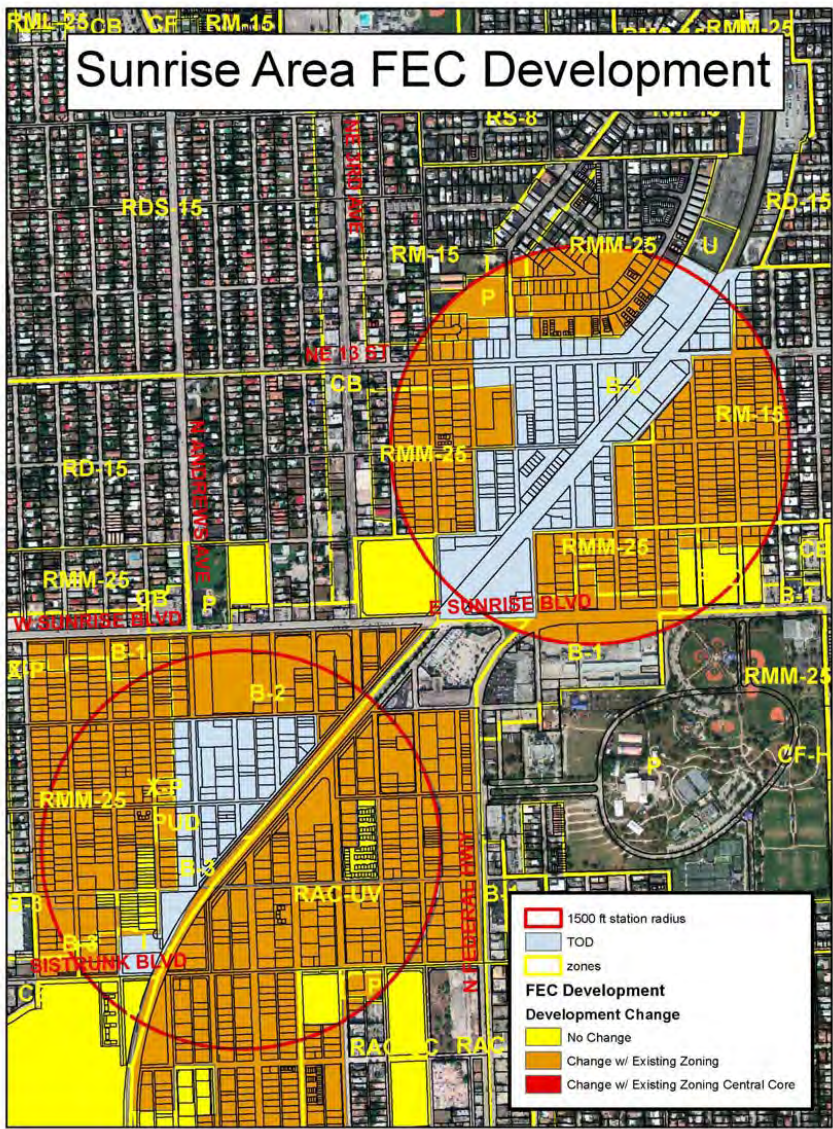 RML-25
CB
CF
RM-15
RMM-25
Sunrise Area FEC Development
RS-8
RDS-15
NE 3RD AVE
RD-15
RM-15
RMM-25
U
P
NE 13 ST
CB
B-3
RM-15
N ANDREWS AVE
RMM-25
RD-15
RMM-25
RMM-25
CB
P
CB
B-1
W SUNRISE BLVD
E SUNRISE BLVD
X-P
B-1
B-1
B-2
RMM-25
CF-H
RMM-25
X-P
P
PUD
B-3
N FEDERAL HWY
RAC-UV
B-3
B-3
I
SISTRUNK BLVD
P
RAC
1500 ft station radius
TOD
zones
FEC Development
Development Change
No Change
Change w/ Existing Zoning
Change w/ Existing Zoning Central Core